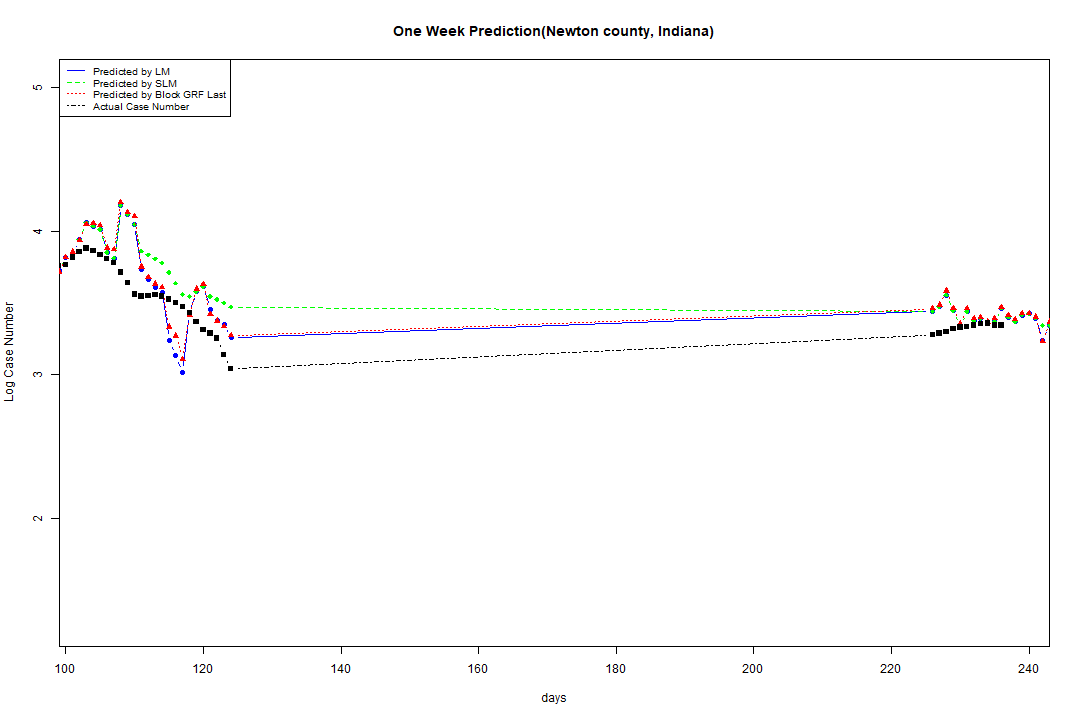 One Week Prediction(Newton county, Indiana)
Predicted by LM
Predicted by SLM
Predicted by Block GRF Last
Actual Case Number
5
4
3
2
Log Case Number
100 120 140 160 180 200 220 240
days